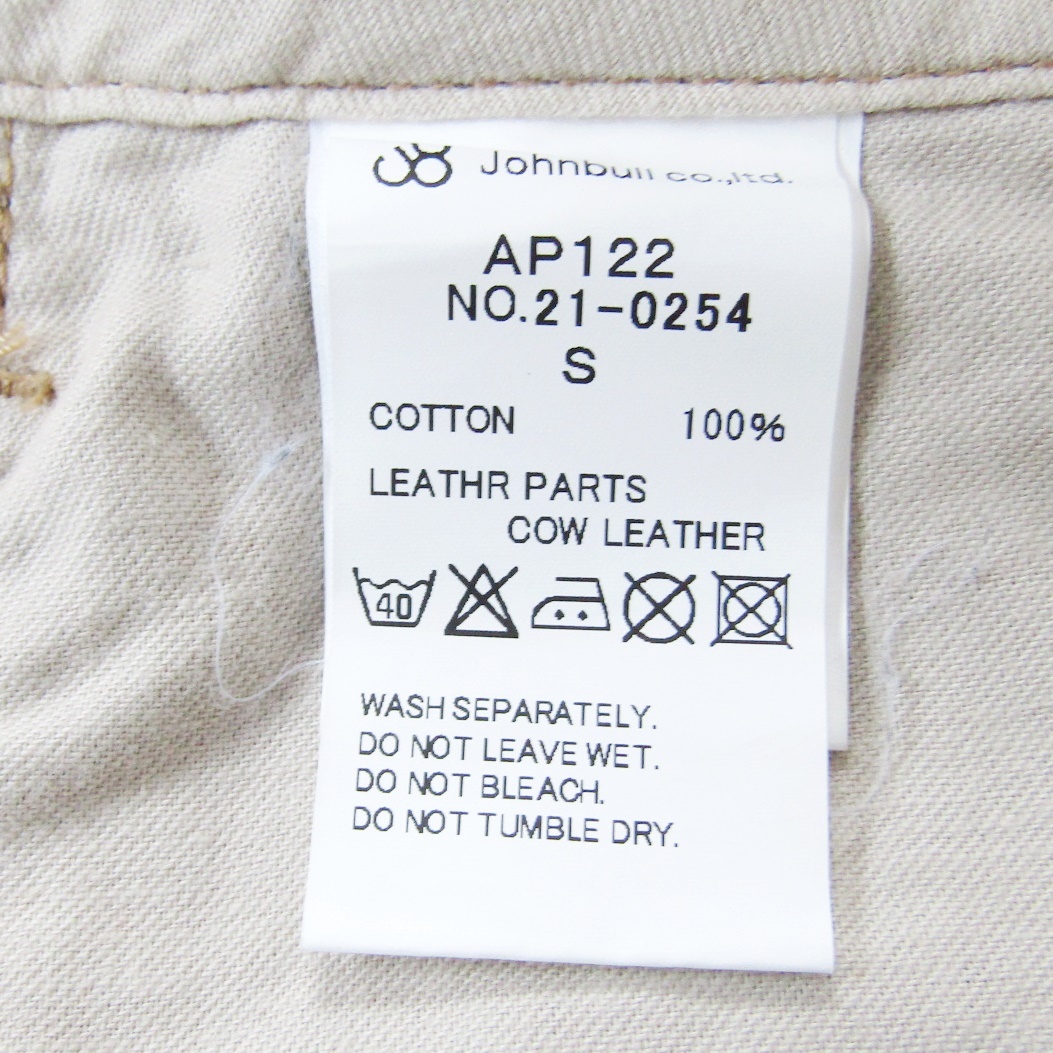 Johnbull co.,ltd.
AP122
NO.21-0254
S
COTTON 100%
LEATHR PARTS
COW LEATHER
40
WASH SEPARATELY.
DO NOT LEAVE WET.
DO NOT BLEACH.
DO NOT TUMBLE DRY.